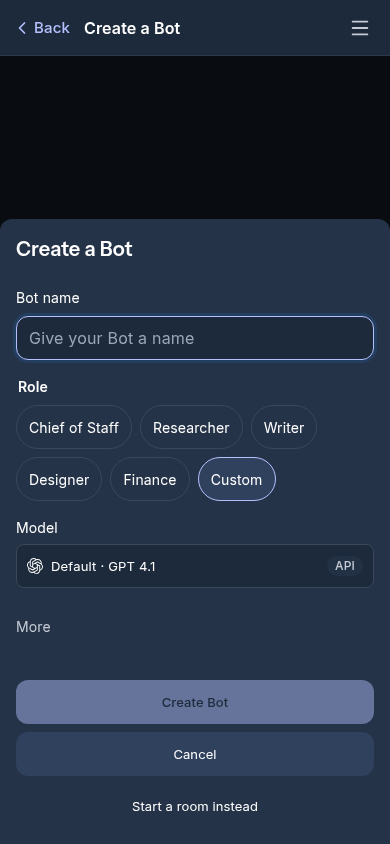 Back Create a Bot
Create a Bot
Bot name
Give your Bot a name
Role
Chief of Staff Researcher Writer
Designer Finance Custom
Model
Default · GPT 4.1 API
More
Create Bot
Cancel
Start a room instead